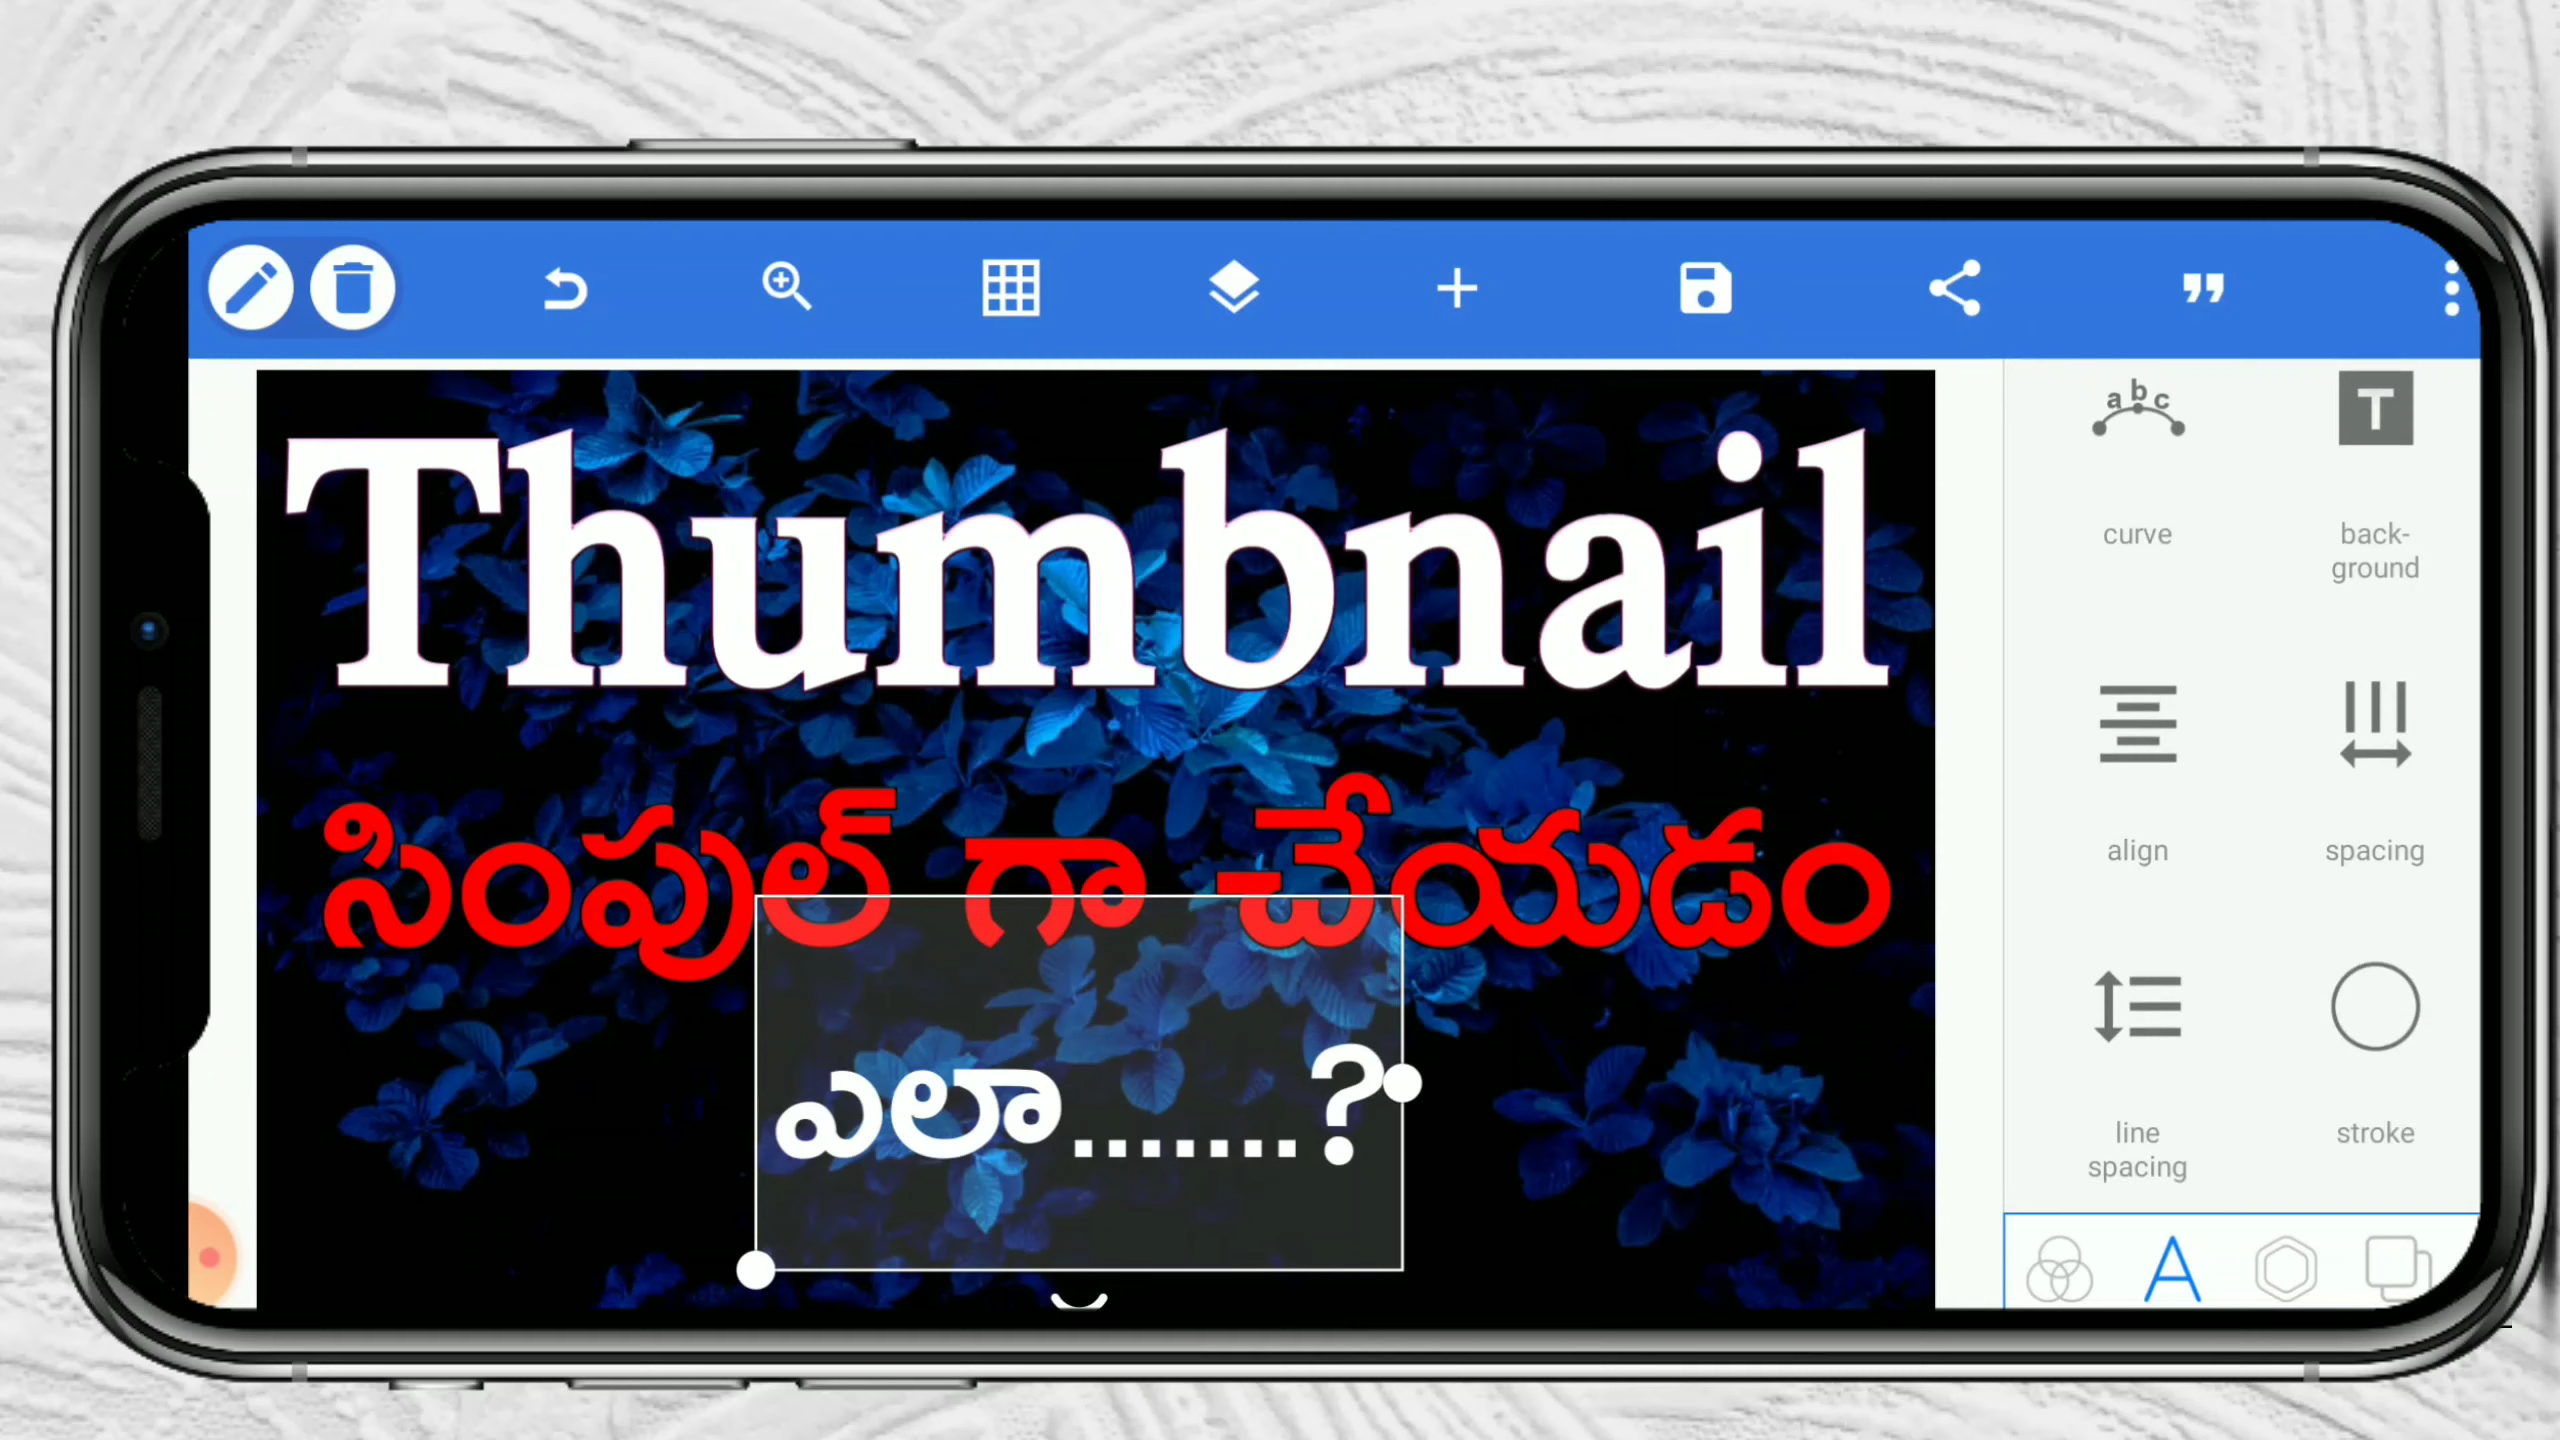 Thumbnail
సింపుల్ గా చేయడం
ఎలా.......?
a b c
T
curve
back-
ground
align
spacing
line
spacing
stroke
A